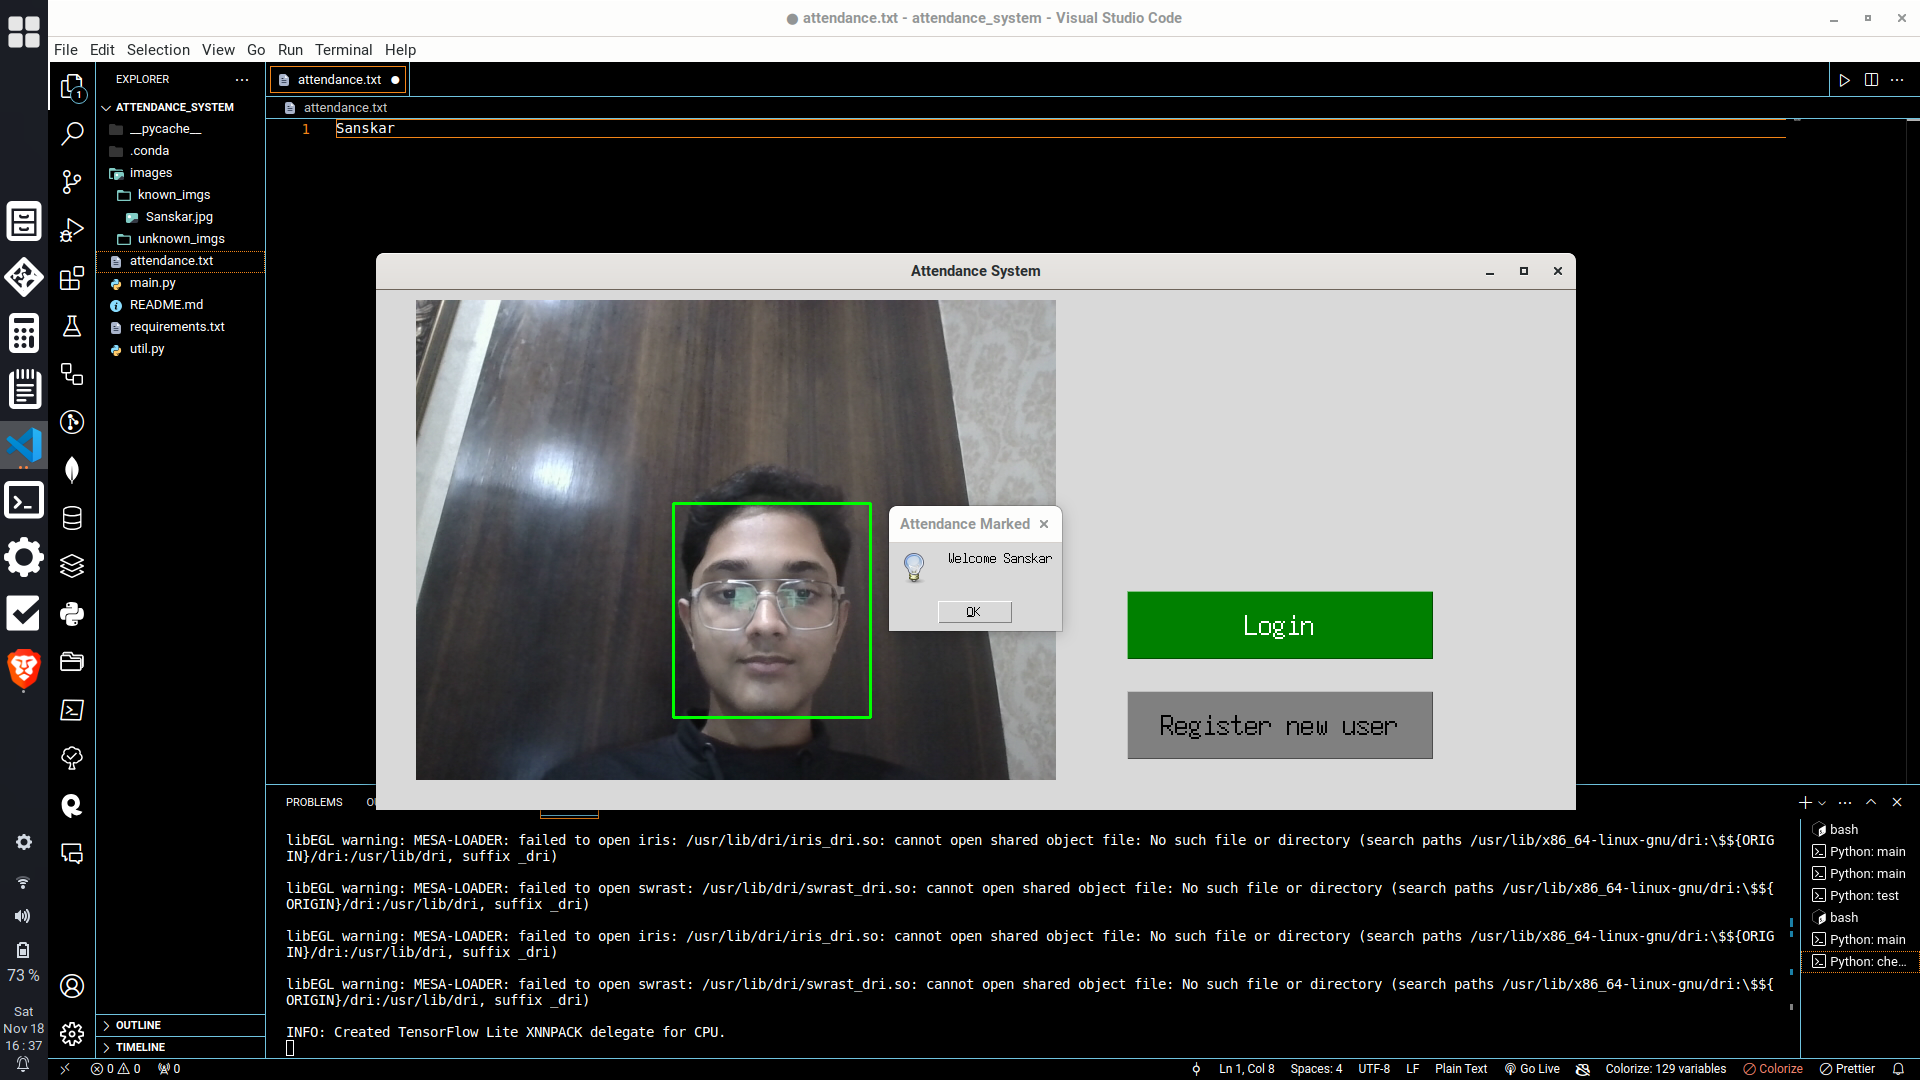 ● attendance.txt - attendance_system - Visual Studio Code
File Edit Selection View Go Run Terminal Help
EXPLORER
attendance.txt
1
ATTENDANCE_SYSTEM
attendance.txt
__pycache__
1 Sanskar
.conda
images
known_imgs
Sanskar.jpg
unknown_imgs
attendance.txt
main.py
README.md
requirements.txt
util.py
Attendance System
Attendance Marked
Welcome Sanskar
OK
Login
Register new user
PROBLEMS
libEGL warning: MESA-LOADER: failed to open iris: /usr/lib/dri/iris_dri.so: cannot open shared object file: No such file or directory (search paths /usr/lib/x86_64-linux-gnu/dri:\$${ORIG
IN}/dri:/usr/lib/dri, suffix _dri)
libEGL warning: MESA-LOADER: failed to open swrast: /usr/lib/dri/swrast_dri.so: cannot open shared object file: No such file or directory (search paths /usr/lib/x86_64-linux-gnu/dri:\$${
ORIGIN}/dri:/usr/lib/dri, suffix _dri)
libEGL warning: MESA-LOADER: failed to open iris: /usr/lib/dri/iris_dri.so: cannot open shared object file: No such file or directory (search paths /usr/lib/x86_64-linux-gnu/dri:\$${ORIG
IN}/dri:/usr/lib/dri, suffix _dri)
libEGL warning: MESA-LOADER: failed to open swrast: /usr/lib/dri/swrast_dri.so: cannot open shared object file: No such file or directory (search paths /usr/lib/x86_64-linux-gnu/dri:\$${
ORIGIN}/dri:/usr/lib/dri, suffix _dri)
INFO: Created TensorFlow Lite XNNPACK delegate for CPU.
bash
Python: main
Python: main
Python: test
bash
Python: main
Python: che...
73 %
Sat
Nov 18
16 : 37
OUTLINE
TIMELINE
0 0 0
Ln 1, Col 8 Spaces: 4 UTF-8 LF Plain Text Go Live Colorize: 129 variables Colorize Prettier